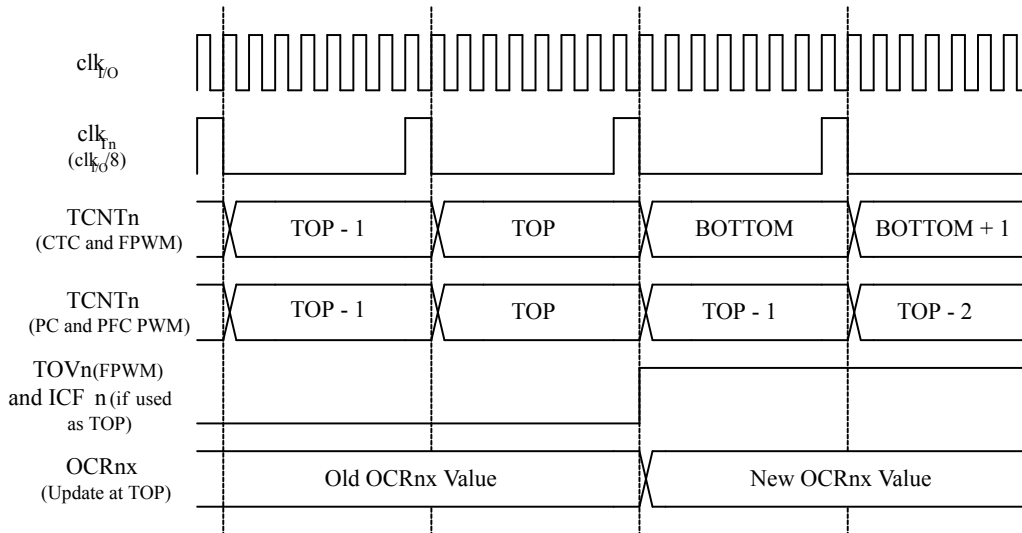 clkI/O
clkTn
(clkI/O/8)
TCNTn
(CTC and FPWM)
TOP - 1
TOP
BOTTOM
BOTTOM + 1
TCNTn
(PC and PFC PWM)
TOP - 1
TOP
TOP - 1
TOP - 2
TOVn(FPWM)
and ICF n (if used
as TOP)
OCRnx
(Update at TOP)
Old OCRnx Value
New OCRnx Value